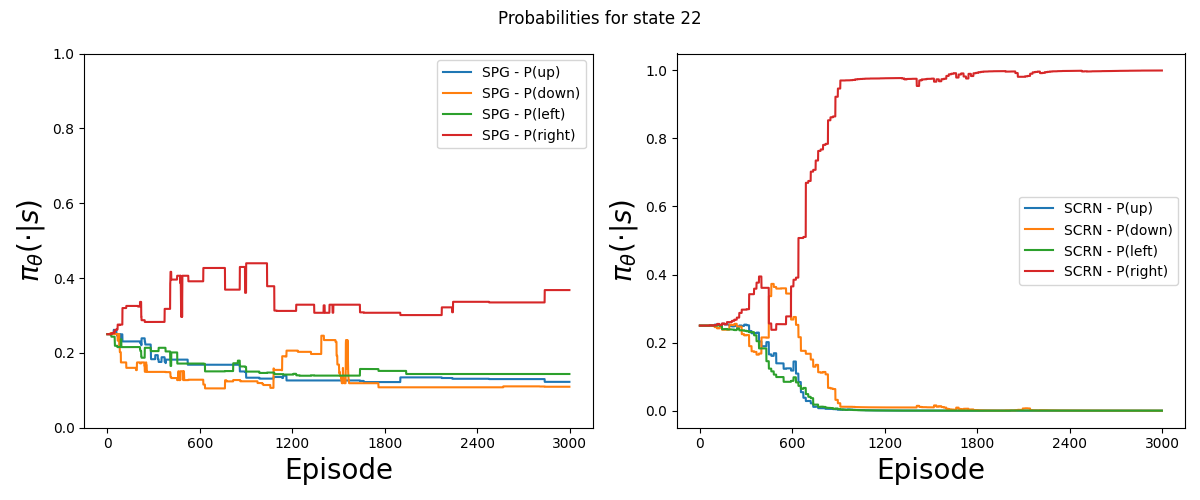 Probabilities for state 22
1.0
0.8
0.6
0.4
0.2
0.0
π_θ(·|s)
SPG - P(up)
SPG - P(down)
SPG - P(left)
SPG - P(right)
0 600 1200 1800 2400 3000
Episode
1.0
0.8
0.6
0.4
0.2
0.0
π_θ(·|s)
SCRN - P(up)
SCRN - P(down)
SCRN - P(left)
SCRN - P(right)
0 600 1200 1800 2400 3000
Episode